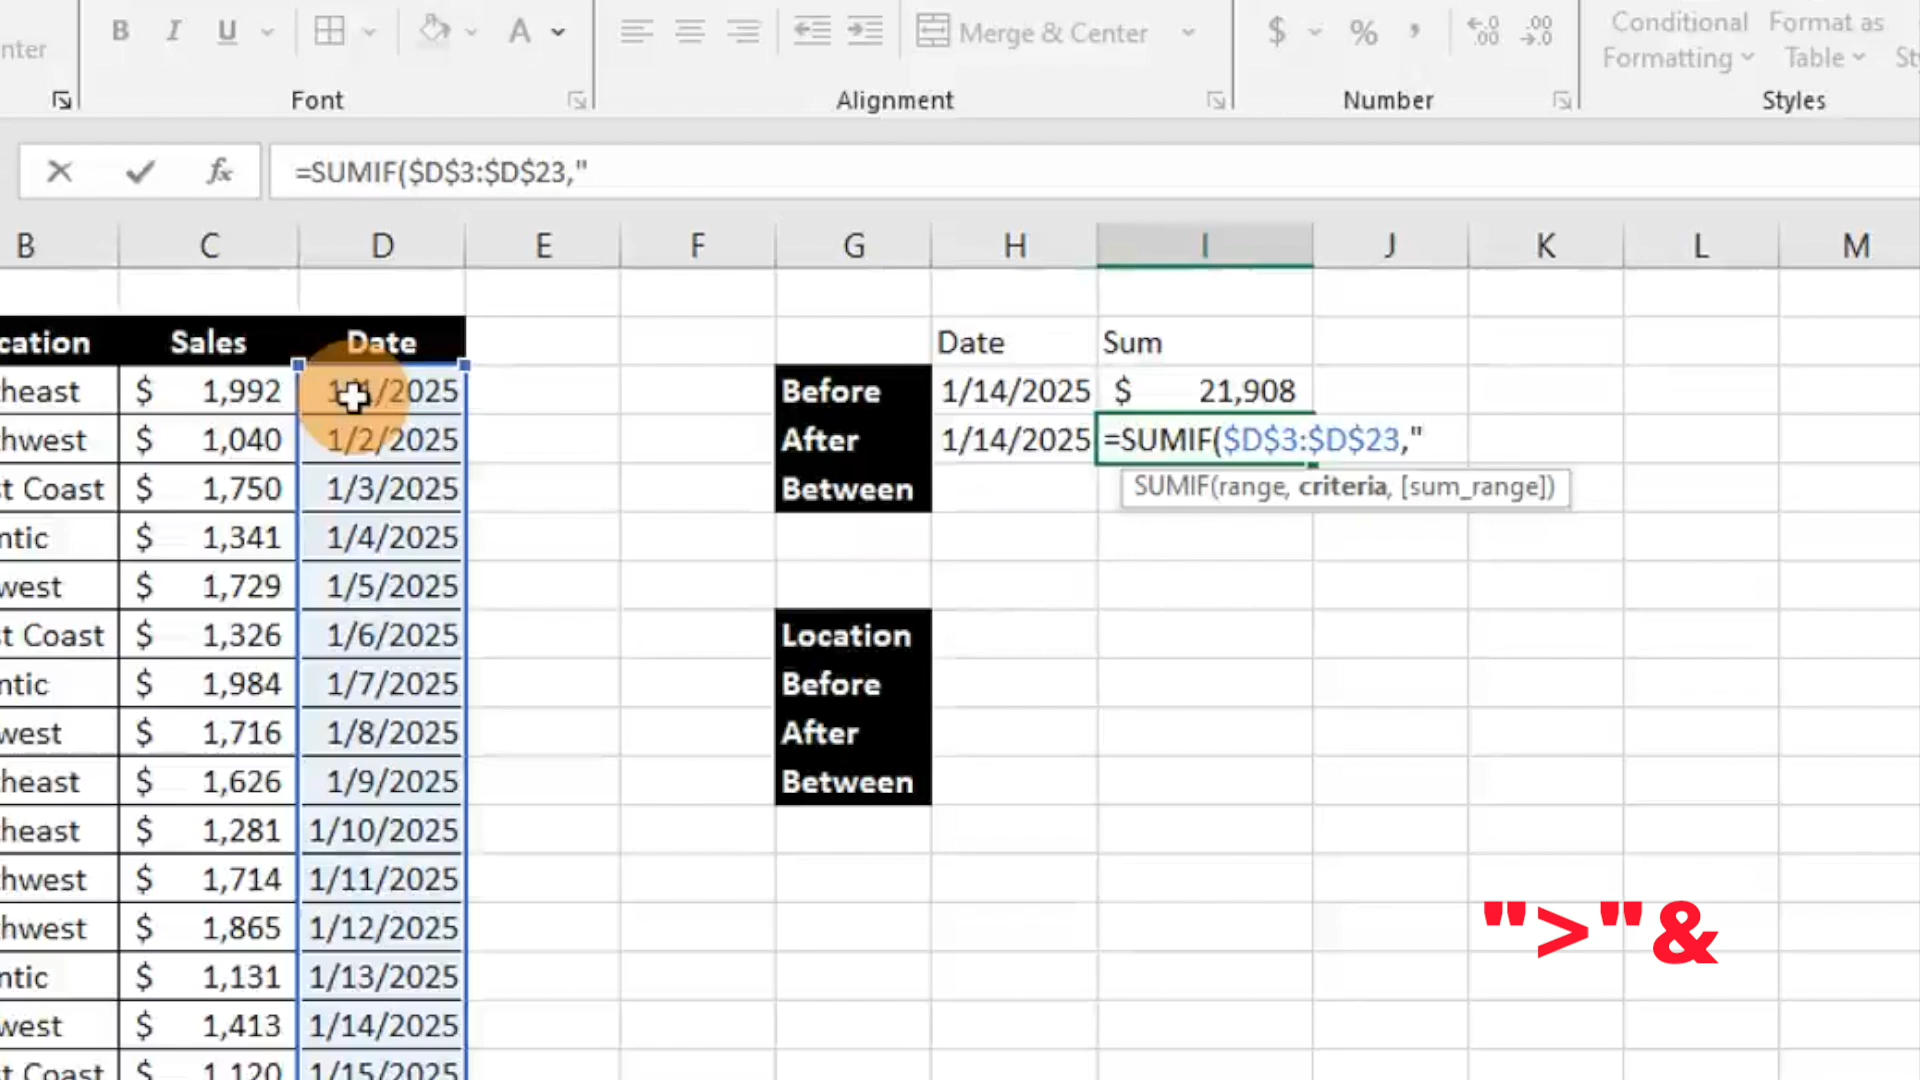 nter B I U A Merge & Center $ % , .00 .00 Conditional Formatting Format as Table
Font Alignment Number Styles
fx =SUMIF($D$3:$D$23,"
B C D E F G H I J K L M
cation Sales Date Date Sum
heast $ 1,992 1/1/2025 Before 1/14/2025 $ 21,908
hwest $ 1,040 1/2/2025 After 1/14/2025 =SUMIF($D$3:$D$23,"
t Coast $ 1,750 1/3/2025 Between SUMIF(range, criteria, [sum_range])
ntic $ 1,341 1/4/2025
west $ 1,729 1/5/2025
t Coast $ 1,326 1/6/2025 Location
ntic $ 1,984 1/7/2025 Before
west $ 1,716 1/8/2025 After
heast $ 1,626 1/9/2025 Between
heast $ 1,281 1/10/2025
hwest $ 1,714 1/11/2025
hwest $ 1,865 1/12/2025
ntic $ 1,131 1/13/2025
west $ 1,413 1/14/2025
t Coast $ 1,120 1/15/2025
">"&